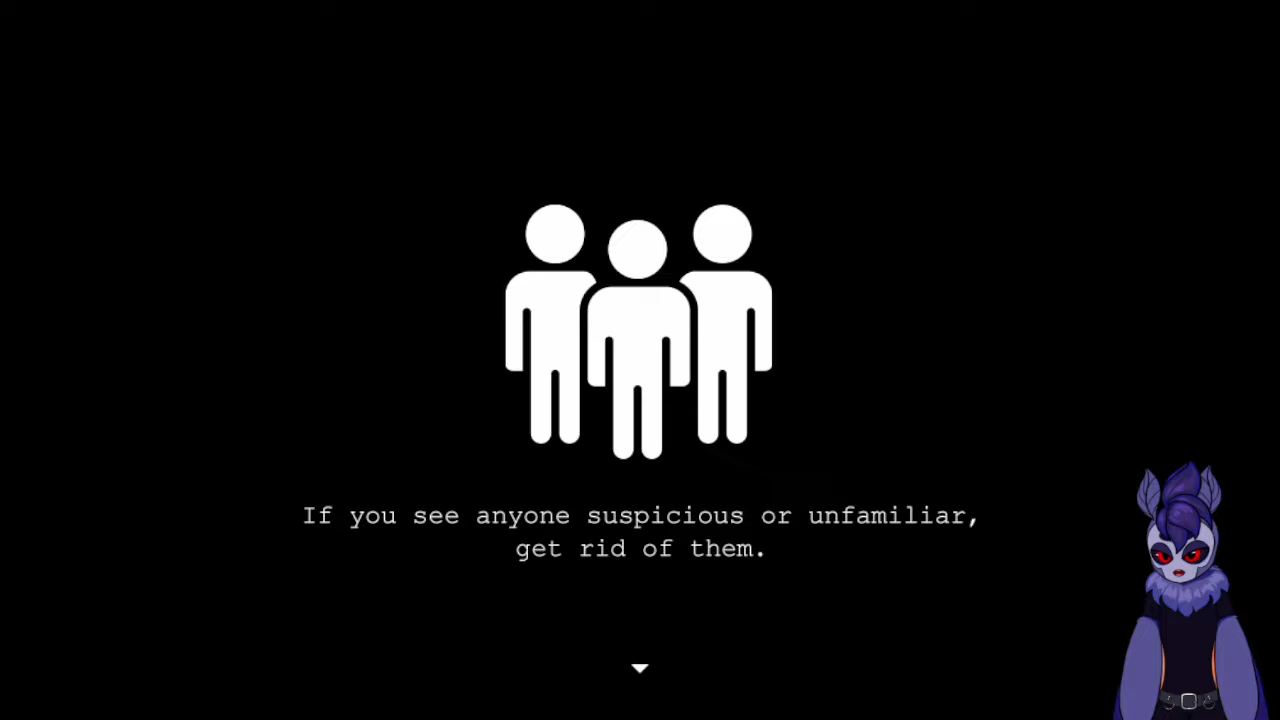 If you see anyone suspicious or unfamiliar,
get rid of them.